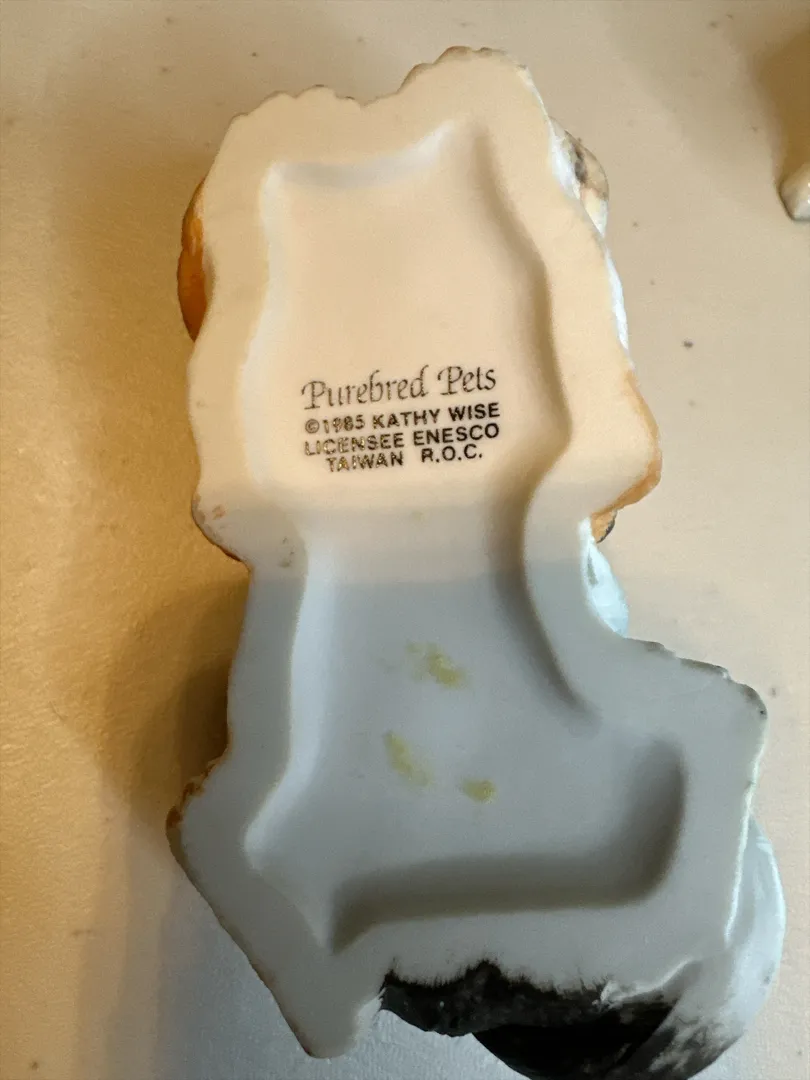 Purebred Pets
©1985 KATHY WISE
LICENSEE ENESCO
TAIWAN R.O.C.